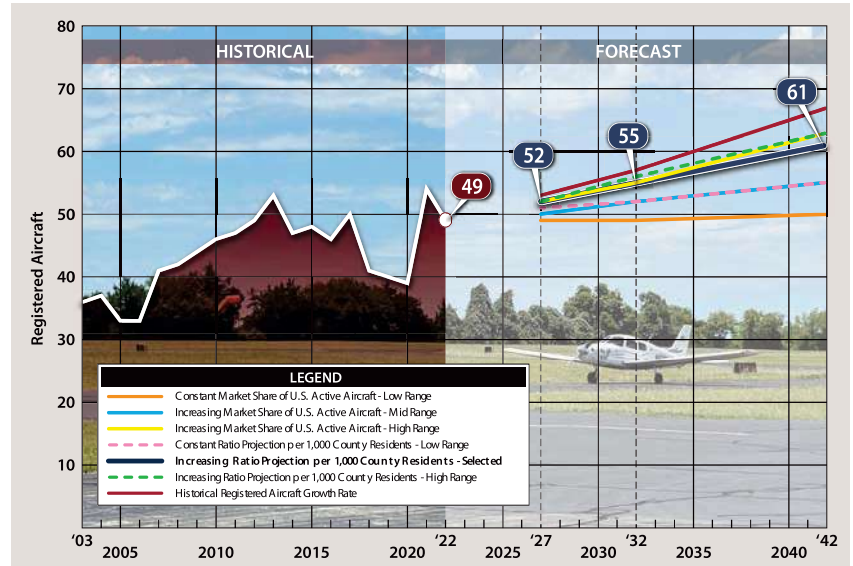 80
HISTORICAL
FORECAST
70
61
60
55
52
49
50
Registered Aircraft
40
30
LEGEND
Constant Market Share of U.S. Active Aircraft - Low Range
Increasing Market Share of U.S. Active Aircraft - Mid Range
Increasing Market Share of U.S. Active Aircraft - High Range
Constant Ratio Projection per 1,000 County Residents - Low Range
Increasing Ratio Projection per 1,000 County Residents - Selected
Increasing Ratio Projection per 1,000 County Residents - High Range
Historical Registered Aircraft Growth Rate
20
10
‘03 ‘22 ‘27 ‘32 ‘42
2005 2010 2015 2020 2025 2030 2035 2040